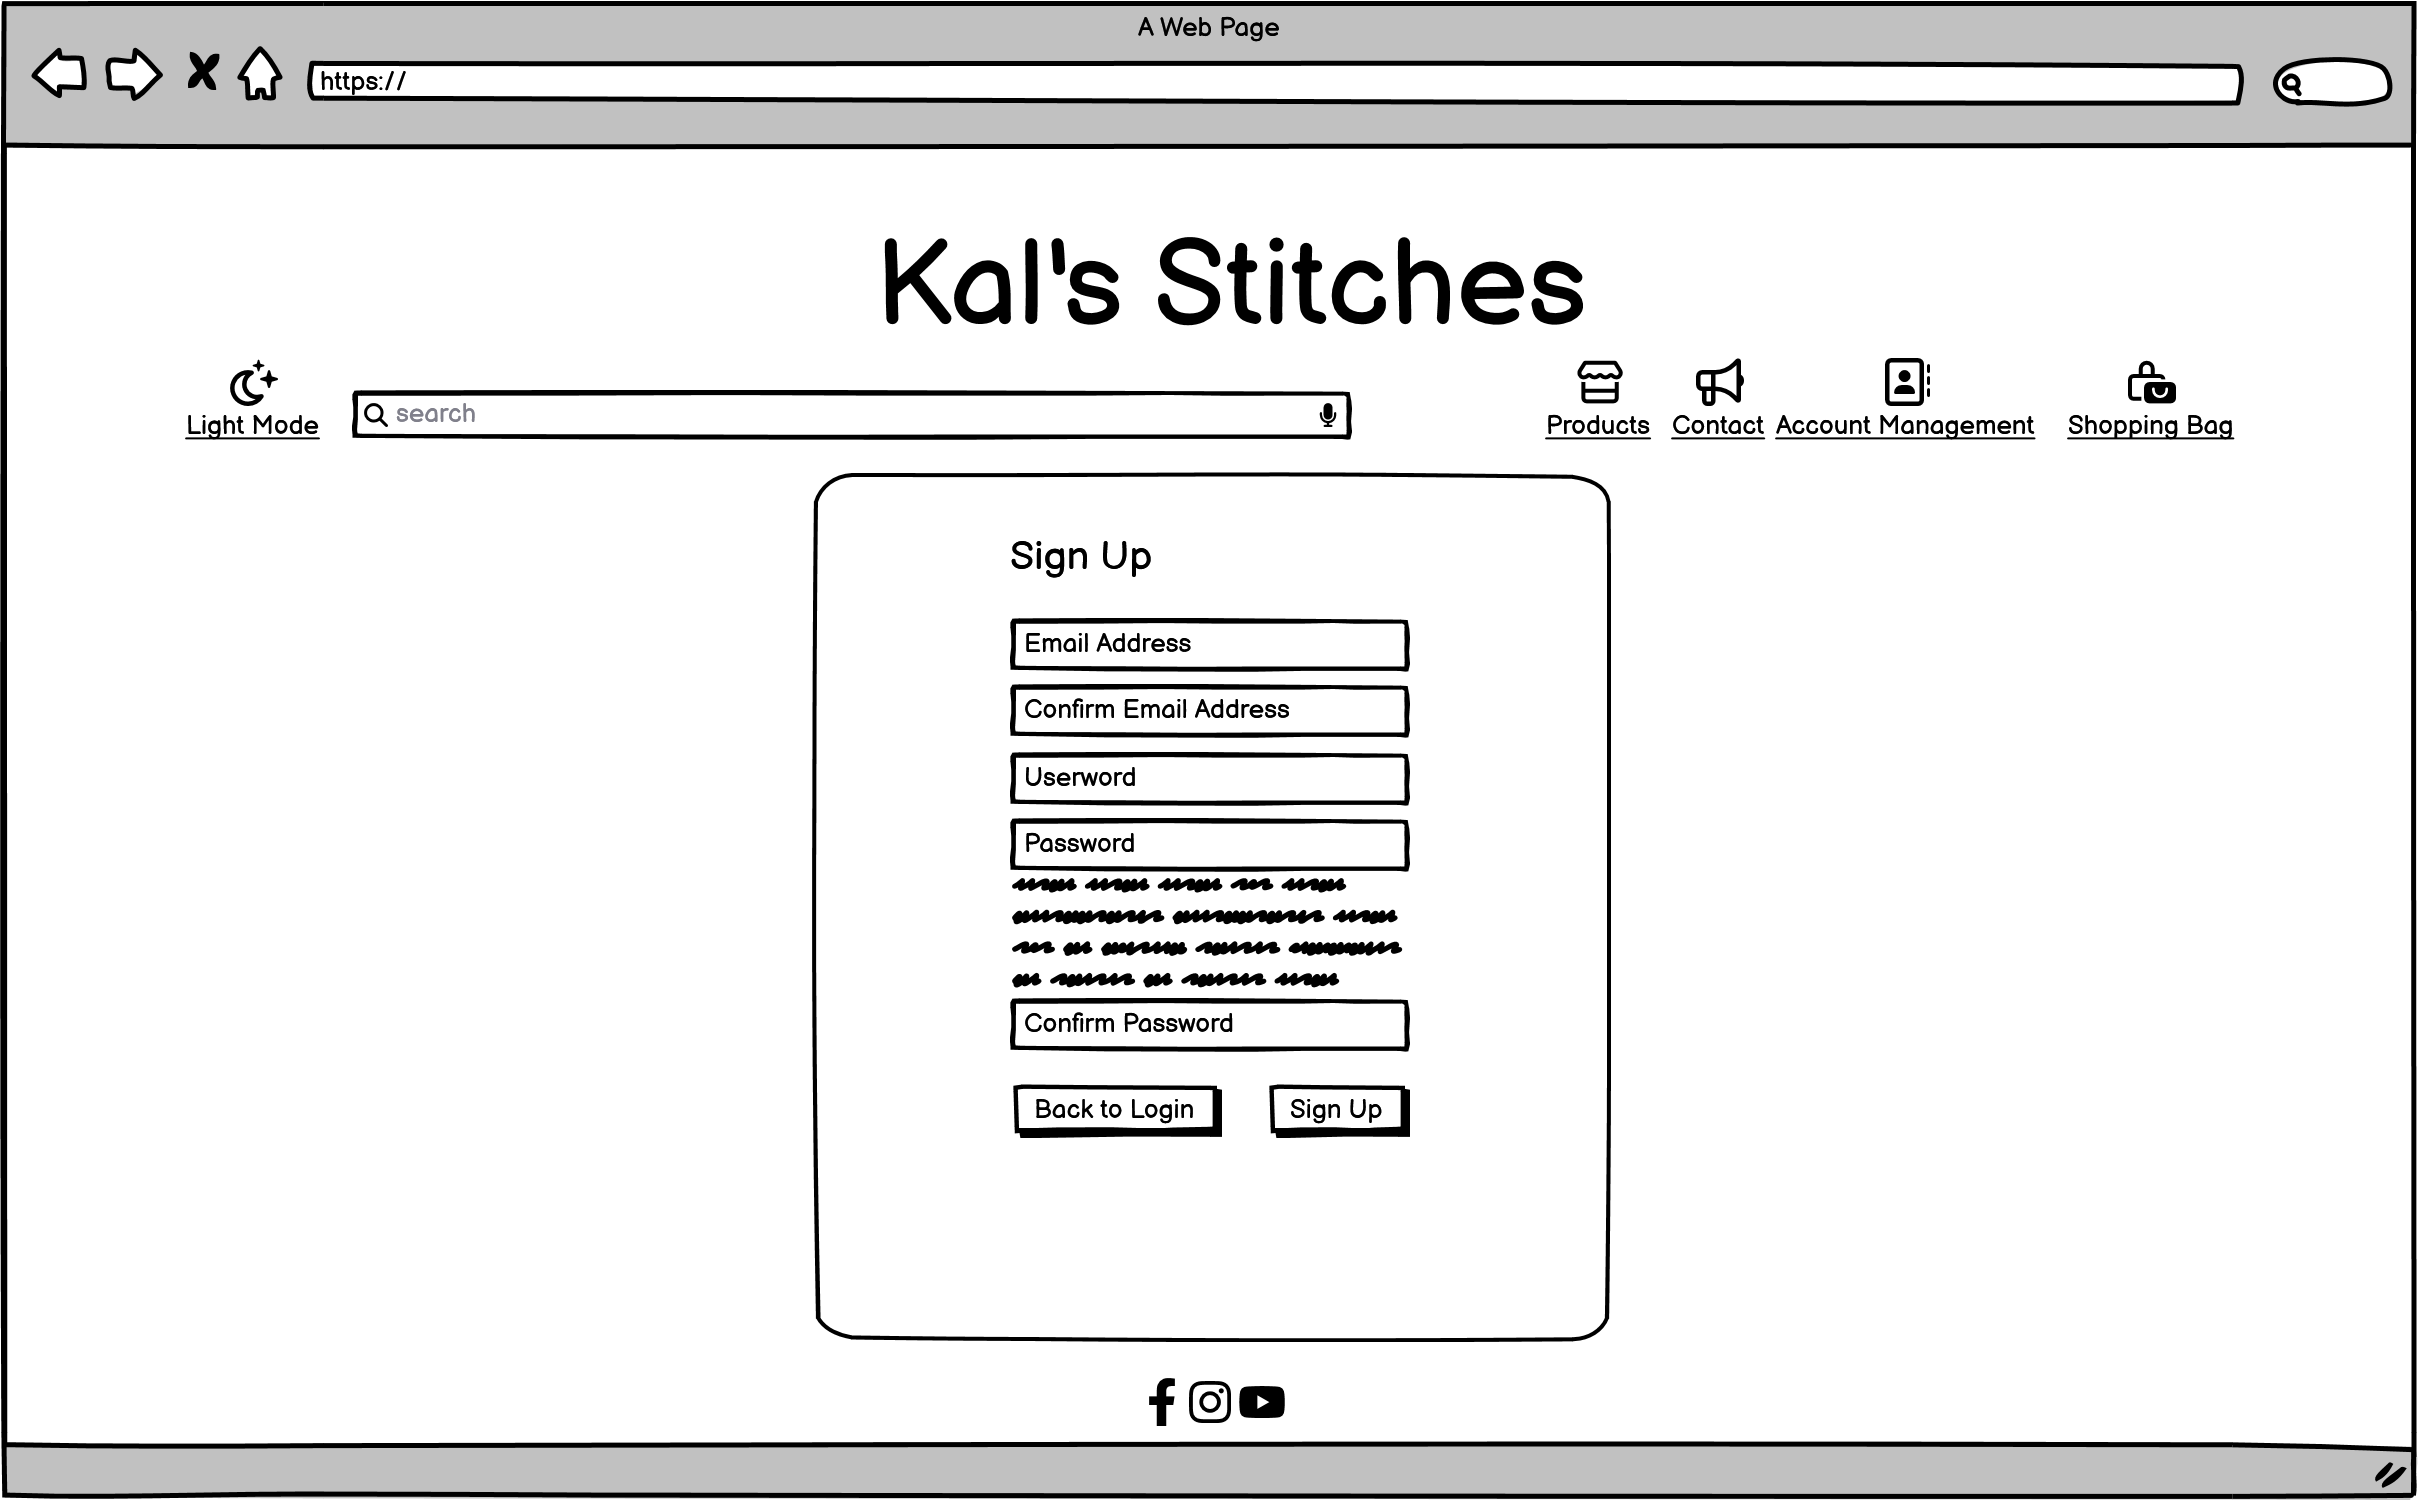 A Web Page
https://
Kal's Stitches
Light Mode
search
Products
Contact
Account Management
Shopping Bag
Sign Up
Email Address
Confirm Email Address
Userword
Password
Confirm Password
Back to Login
Sign Up